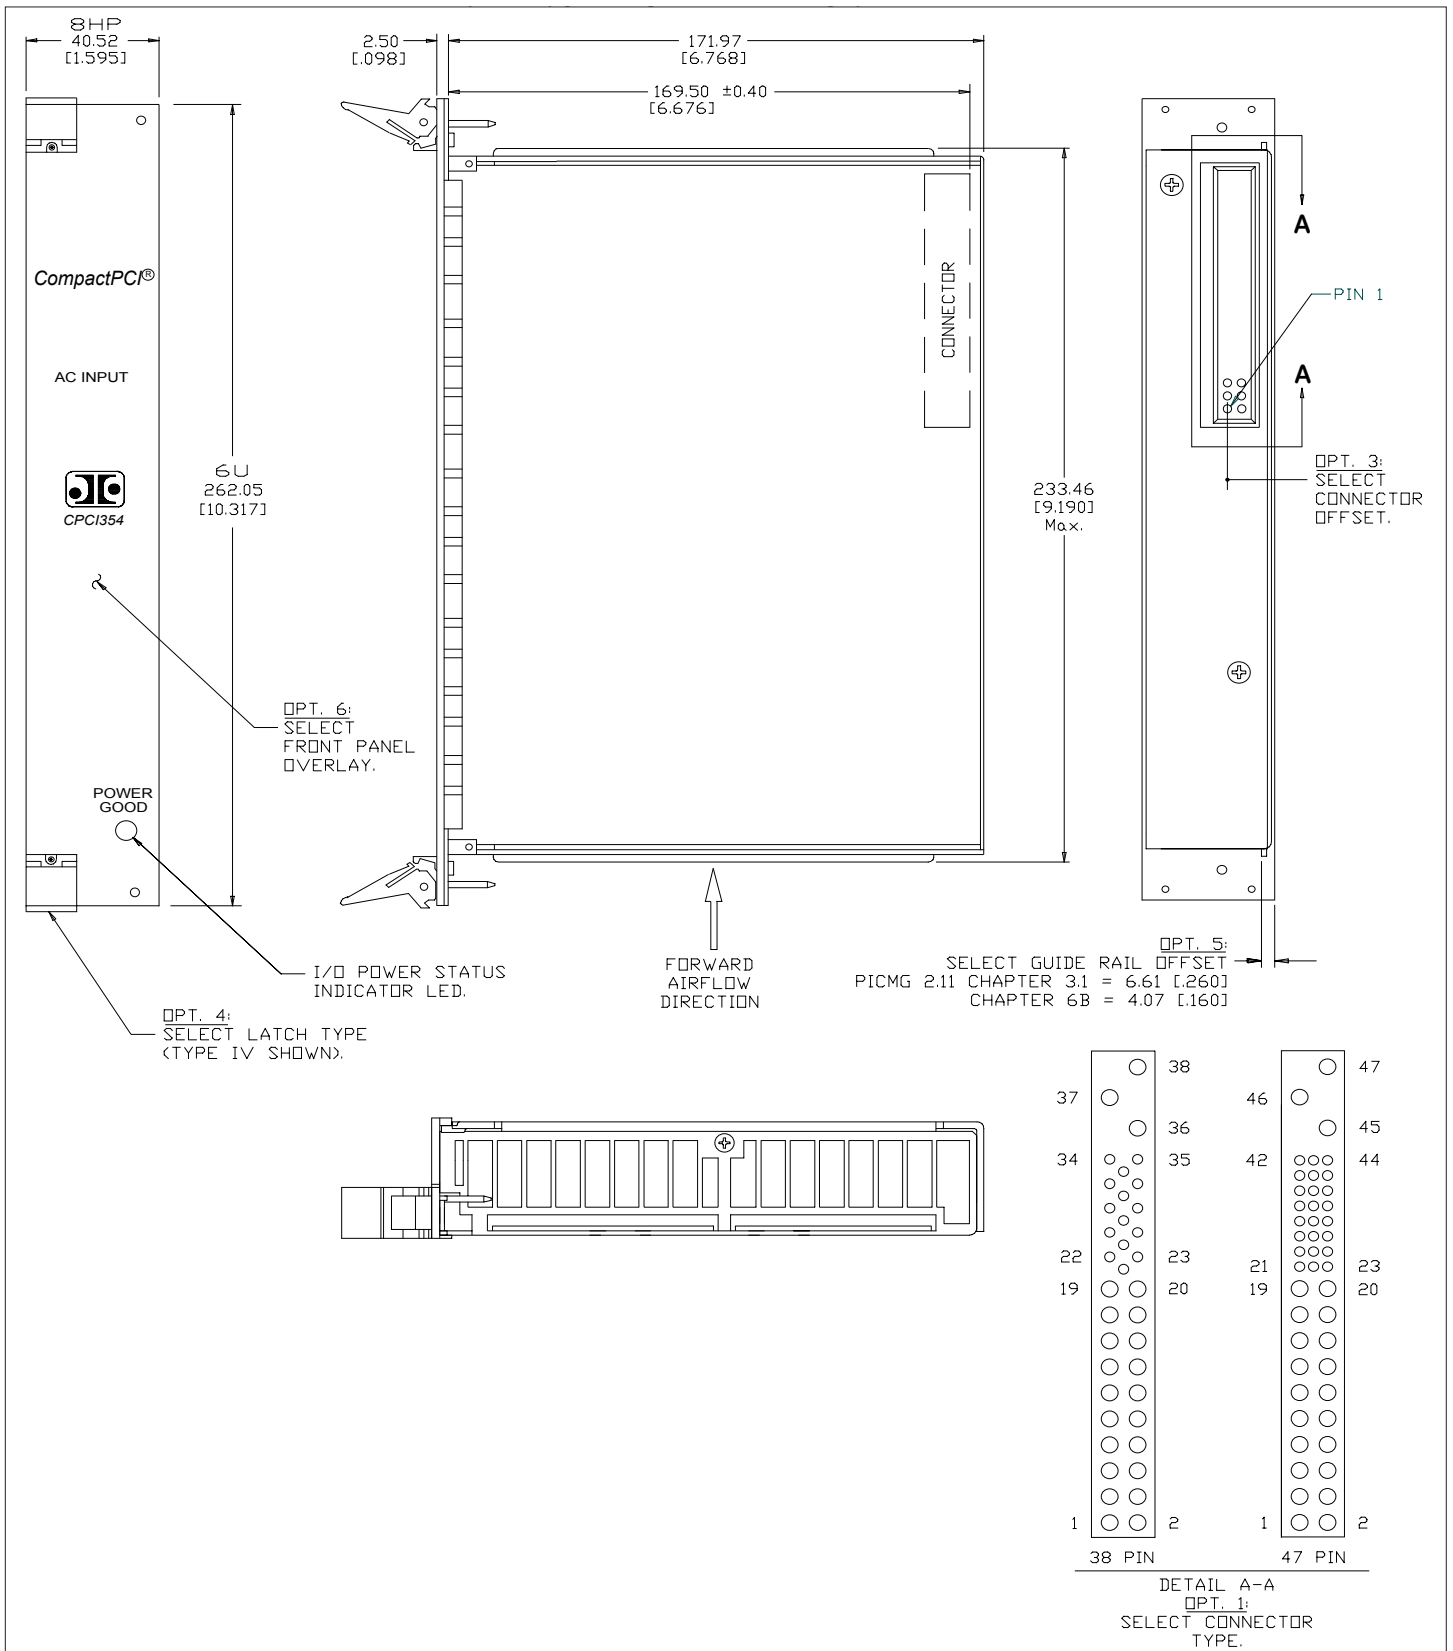 8HP
40.52
[1.595]
2.50
[.098]
171.97
[6.768]
169.50 ±0.40
[6.676]
CompactPCI®
AC INPUT
6U
262.05
[10.317]
CPCI354
CONNECTOR
233.46
[9.190]
Max.
A
PIN 1
A
OPT. 3:
SELECT
CONNECTOR
OFFSET.
OPT. 6:
SELECT
FRONT PANEL
OVERLAY.
POWER
GOOD
I/O POWER STATUS
INDICATOR LED.
OPT. 4:
SELECT LATCH TYPE
(TYPE IV SHOWN).
FORWARD
AIRFLOW
DIRECTION
OPT. 5:
SELECT GUIDE RAIL OFFSET
PICMG 2.11 CHAPTER 3.1 = 6.61 [.260]
CHAPTER 6B = 4.07 [.160]
38
37
36
34 35
22 23
19 20
1 2
38 PIN
47
46
45
42 44
21 23
19 20
1 2
47 PIN
DETAIL A-A
OPT. 1:
SELECT CONNECTOR
TYPE.